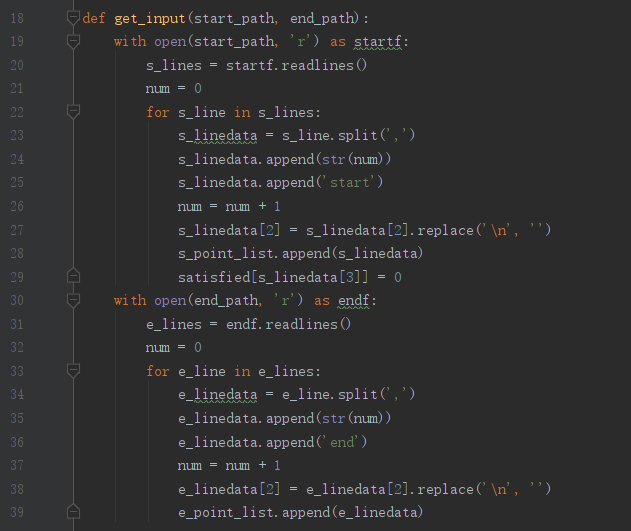 18 def get_input(start_path, end_path):
19 with open(start_path, 'r') as startf:
20 s_lines = startf.readlines()
21 num = 0
22 for s_line in s_lines:
23 s_linedata = s_line.split(',')
24 s_linedata.append(str(num))
25 s_linedata.append('start')
26 num = num + 1
27 s_linedata[2] = s_linedata[2].replace('\n', '')
28 s_point_list.append(s_linedata)
29 satisfied[s_linedata[3]] = 0
30 with open(end_path, 'r') as endf:
31 e_lines = endf.readlines()
32 num = 0
33 for e_line in e_lines:
34 e_linedata = e_line.split(',')
35 e_linedata.append(str(num))
36 e_linedata.append('end')
37 num = num + 1
38 e_linedata[2] = e_linedata[2].replace('\n', '')
39 e_point_list.append(e_linedata)